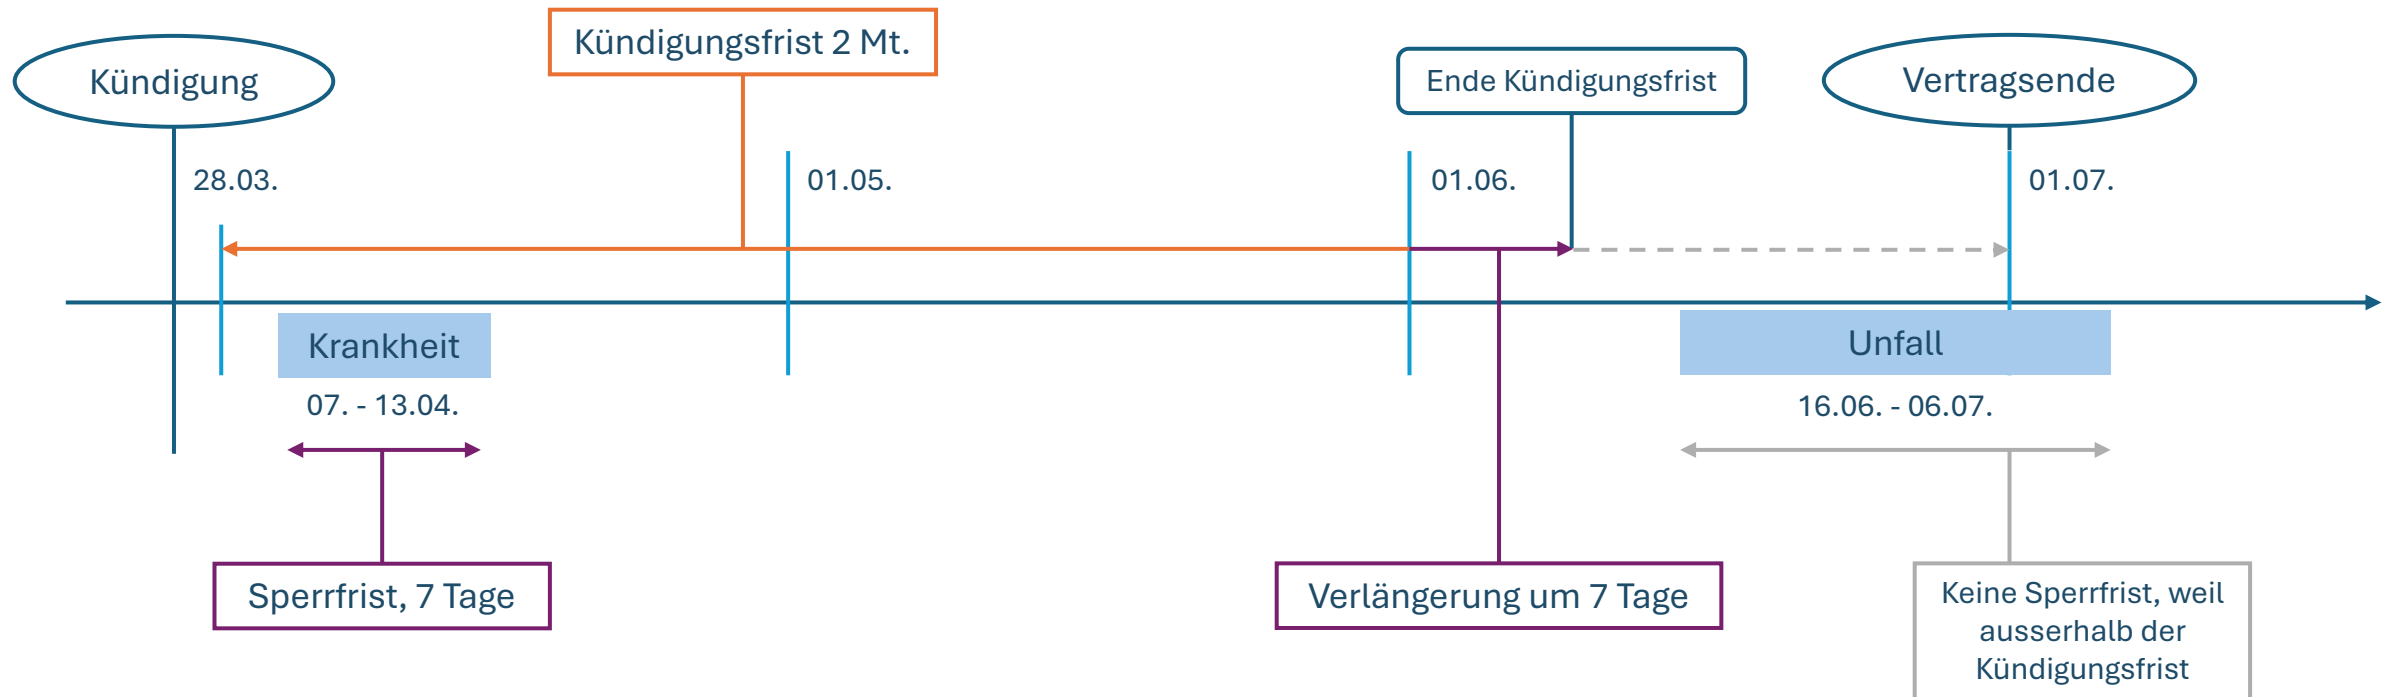 Kündigungsfrist 2 Mt.
Kündigung
Ende Kündigungsfrist
Vertragsende
28.03.
01.05.
01.06.
01.07.
Krankheit
Unfall
07. - 13.04.
16.06. - 06.07.
Sperrfrist, 7 Tage
Verlängerung um 7 Tage
Keine Sperrfrist, weil
ausserhalb der
Kündigungsfrist